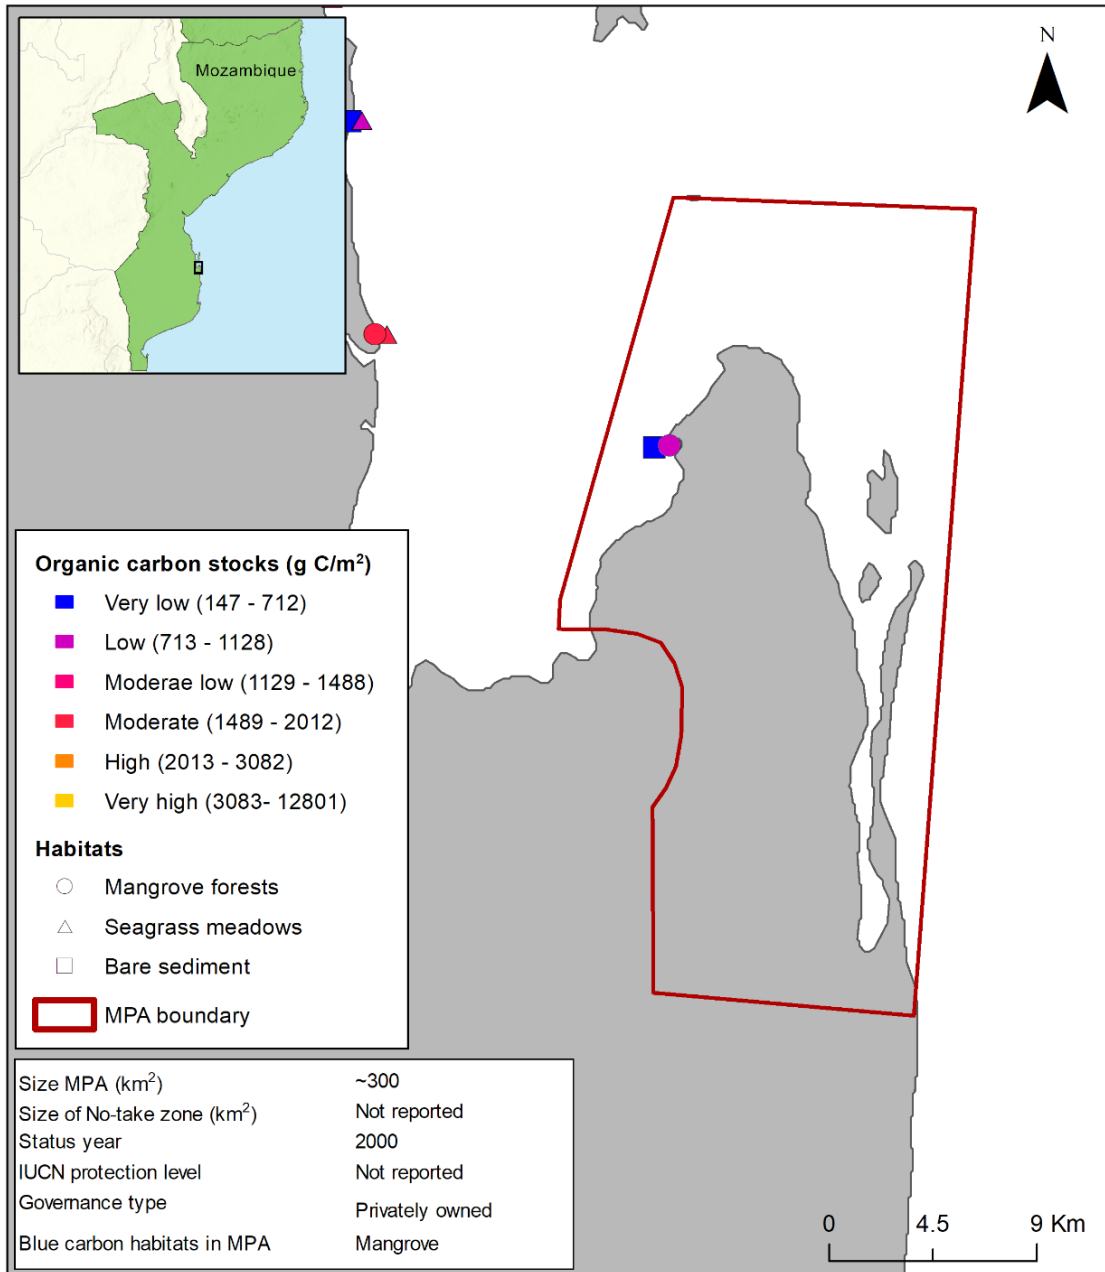 Mozambique
N
Organic carbon stocks (g C/m²)
Very low (147 - 712)
Low (713 - 1128)
Moderae low (1129 - 1488)
Moderate (1489 - 2012)
High (2013 - 3082)
Very high (3083- 12801)
Habitats
Mangrove forests
Seagrass meadows
Bare sediment
MPA boundary
Size MPA (km²) ~300
Size of No-take zone (km²) Not reported
Status year 2000
IUCN protection level Not reported
Governance type Privately owned
Blue carbon habitats in MPA Mangrove
0 4.5 9 Km